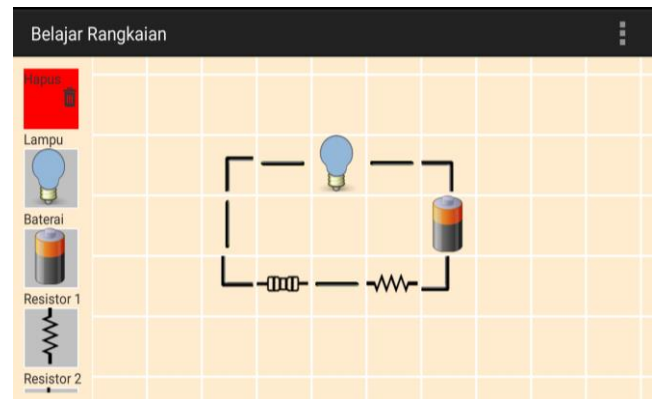 Belajar Rangkaian
Hapus
Lampu
Baterai
Resistor 1
Resistor 2